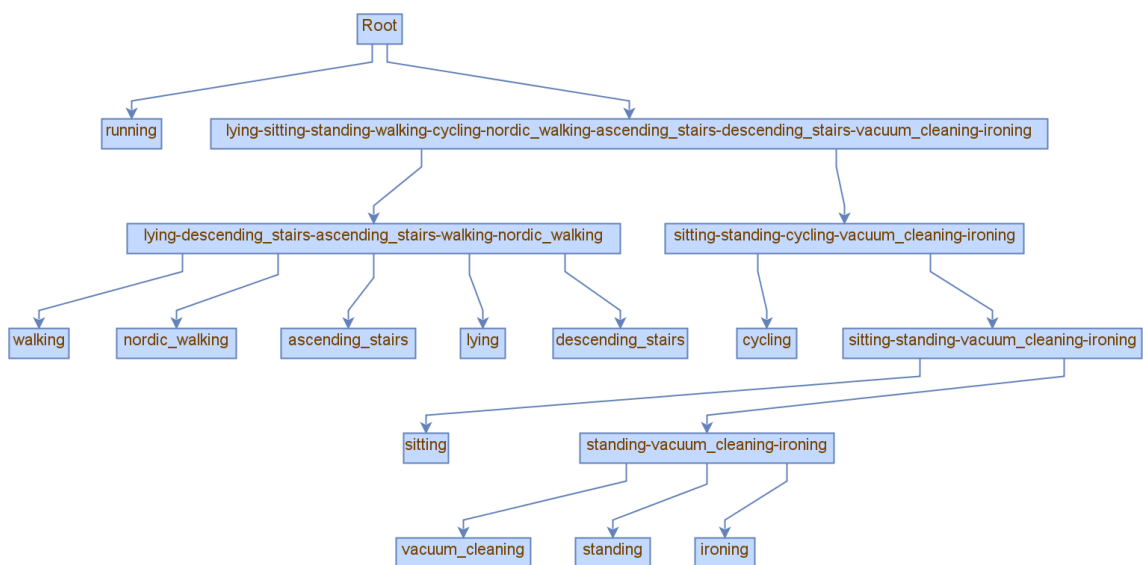 Root
running
lying-sitting-standing-walking-cycling-nordic_walking-ascending_stairs-descending_stairs-vacuum_cleaning-ironing
lying-descending_stairs-ascending_stairs-walking-nordic_walking
sitting-standing-cycling-vacuum_cleaning-ironing
walking
nordic_walking
ascending_stairs
lying
descending_stairs
cycling
sitting-standing-vacuum_cleaning-ironing
sitting
standing-vacuum_cleaning-ironing
vacuum_cleaning
standing
ironing